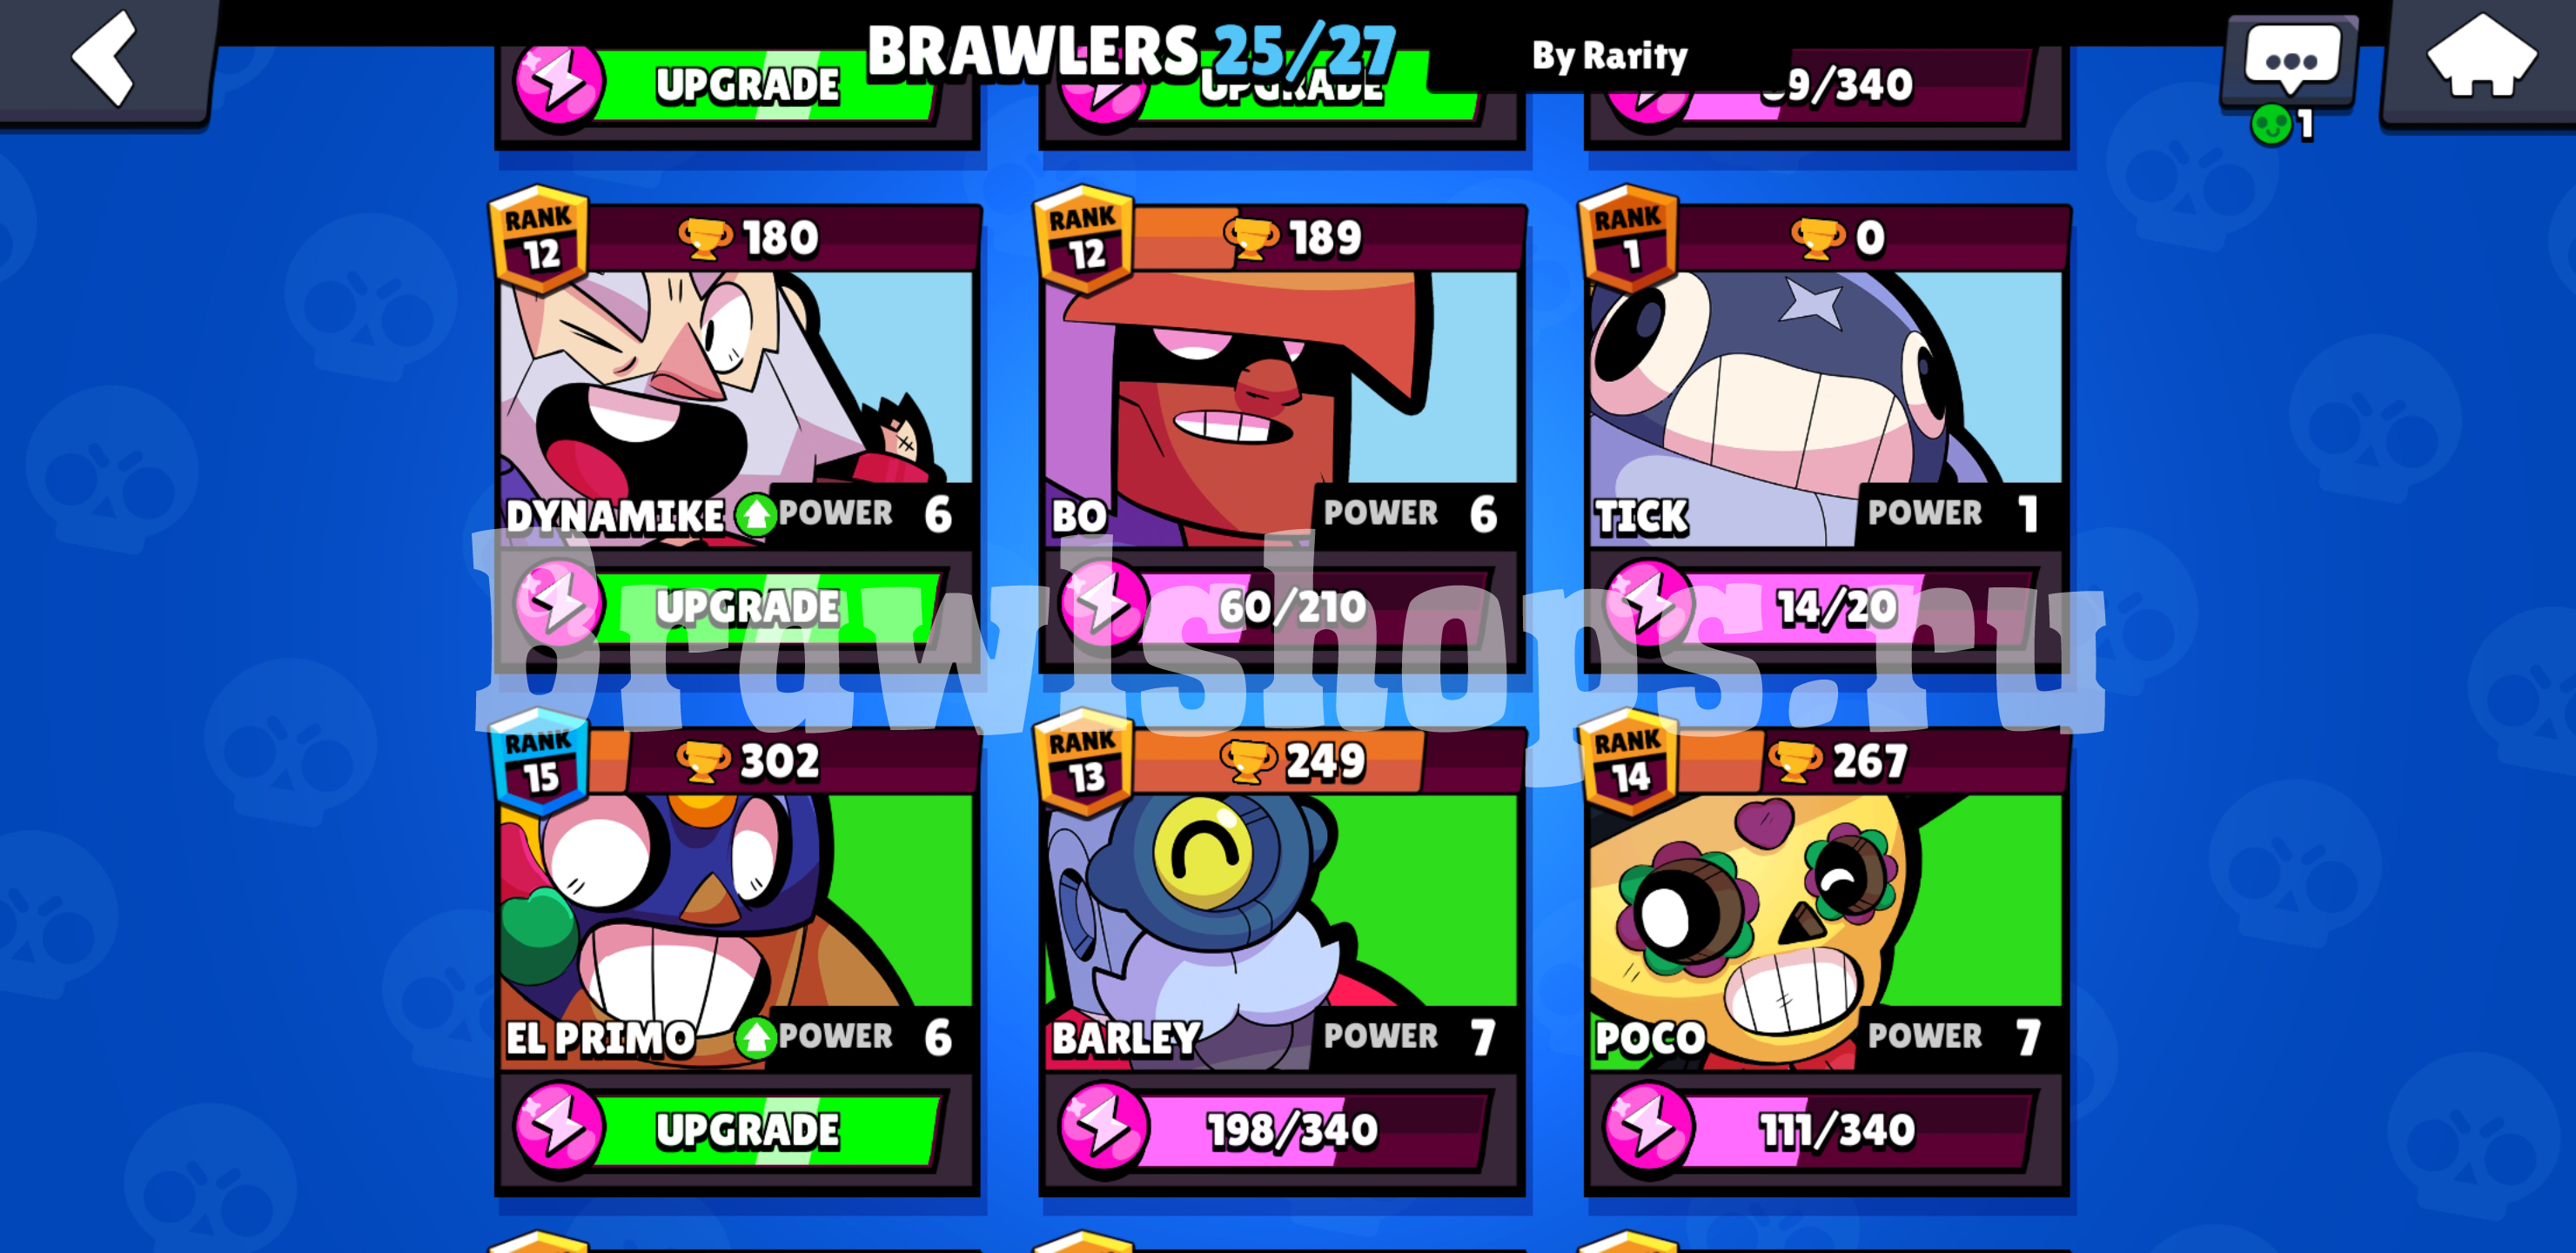 BRAWLERS 25/27
By Rarity
1
UPGRADE
UPGRADE
9/340
RANK 12
180
RANK 12
189
RANK 1
0
DYNAMIKE POWER 6
BO POWER 6
TICK POWER 1
UPGRADE
60/210
14/20
brawlshops.ru
RANK 15
302
RANK 13
249
RANK 14
267
EL PRIMO POWER 6
BARLEY POWER 7
POCO POWER 7
UPGRADE
198/340
111/340